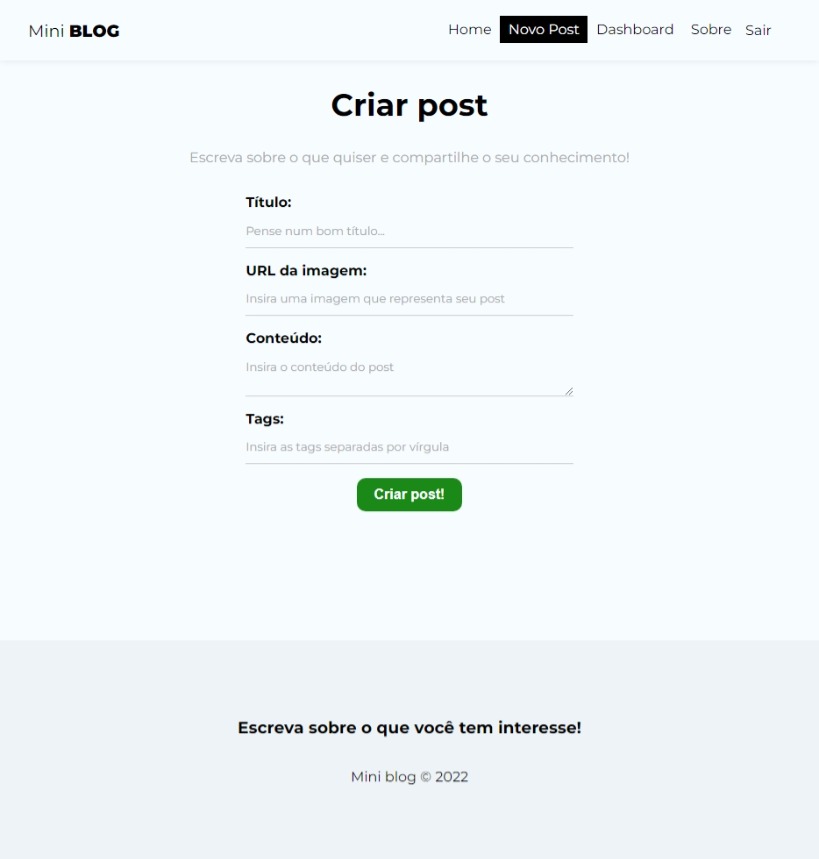 Mini BLOG
Home Novo Post Dashboard Sobre Sair
Criar post
Escreva sobre o que quiser e compartilhe o seu conhecimento!
Título:
Pense num bom título...
URL da imagem:
Insira uma imagem que representa seu post
Conteúdo:
Insira o conteúdo do post
Tags:
Insira as tags separadas por vírgula
Criar post!
Escreva sobre o que você tem interesse!
Mini blog © 2022